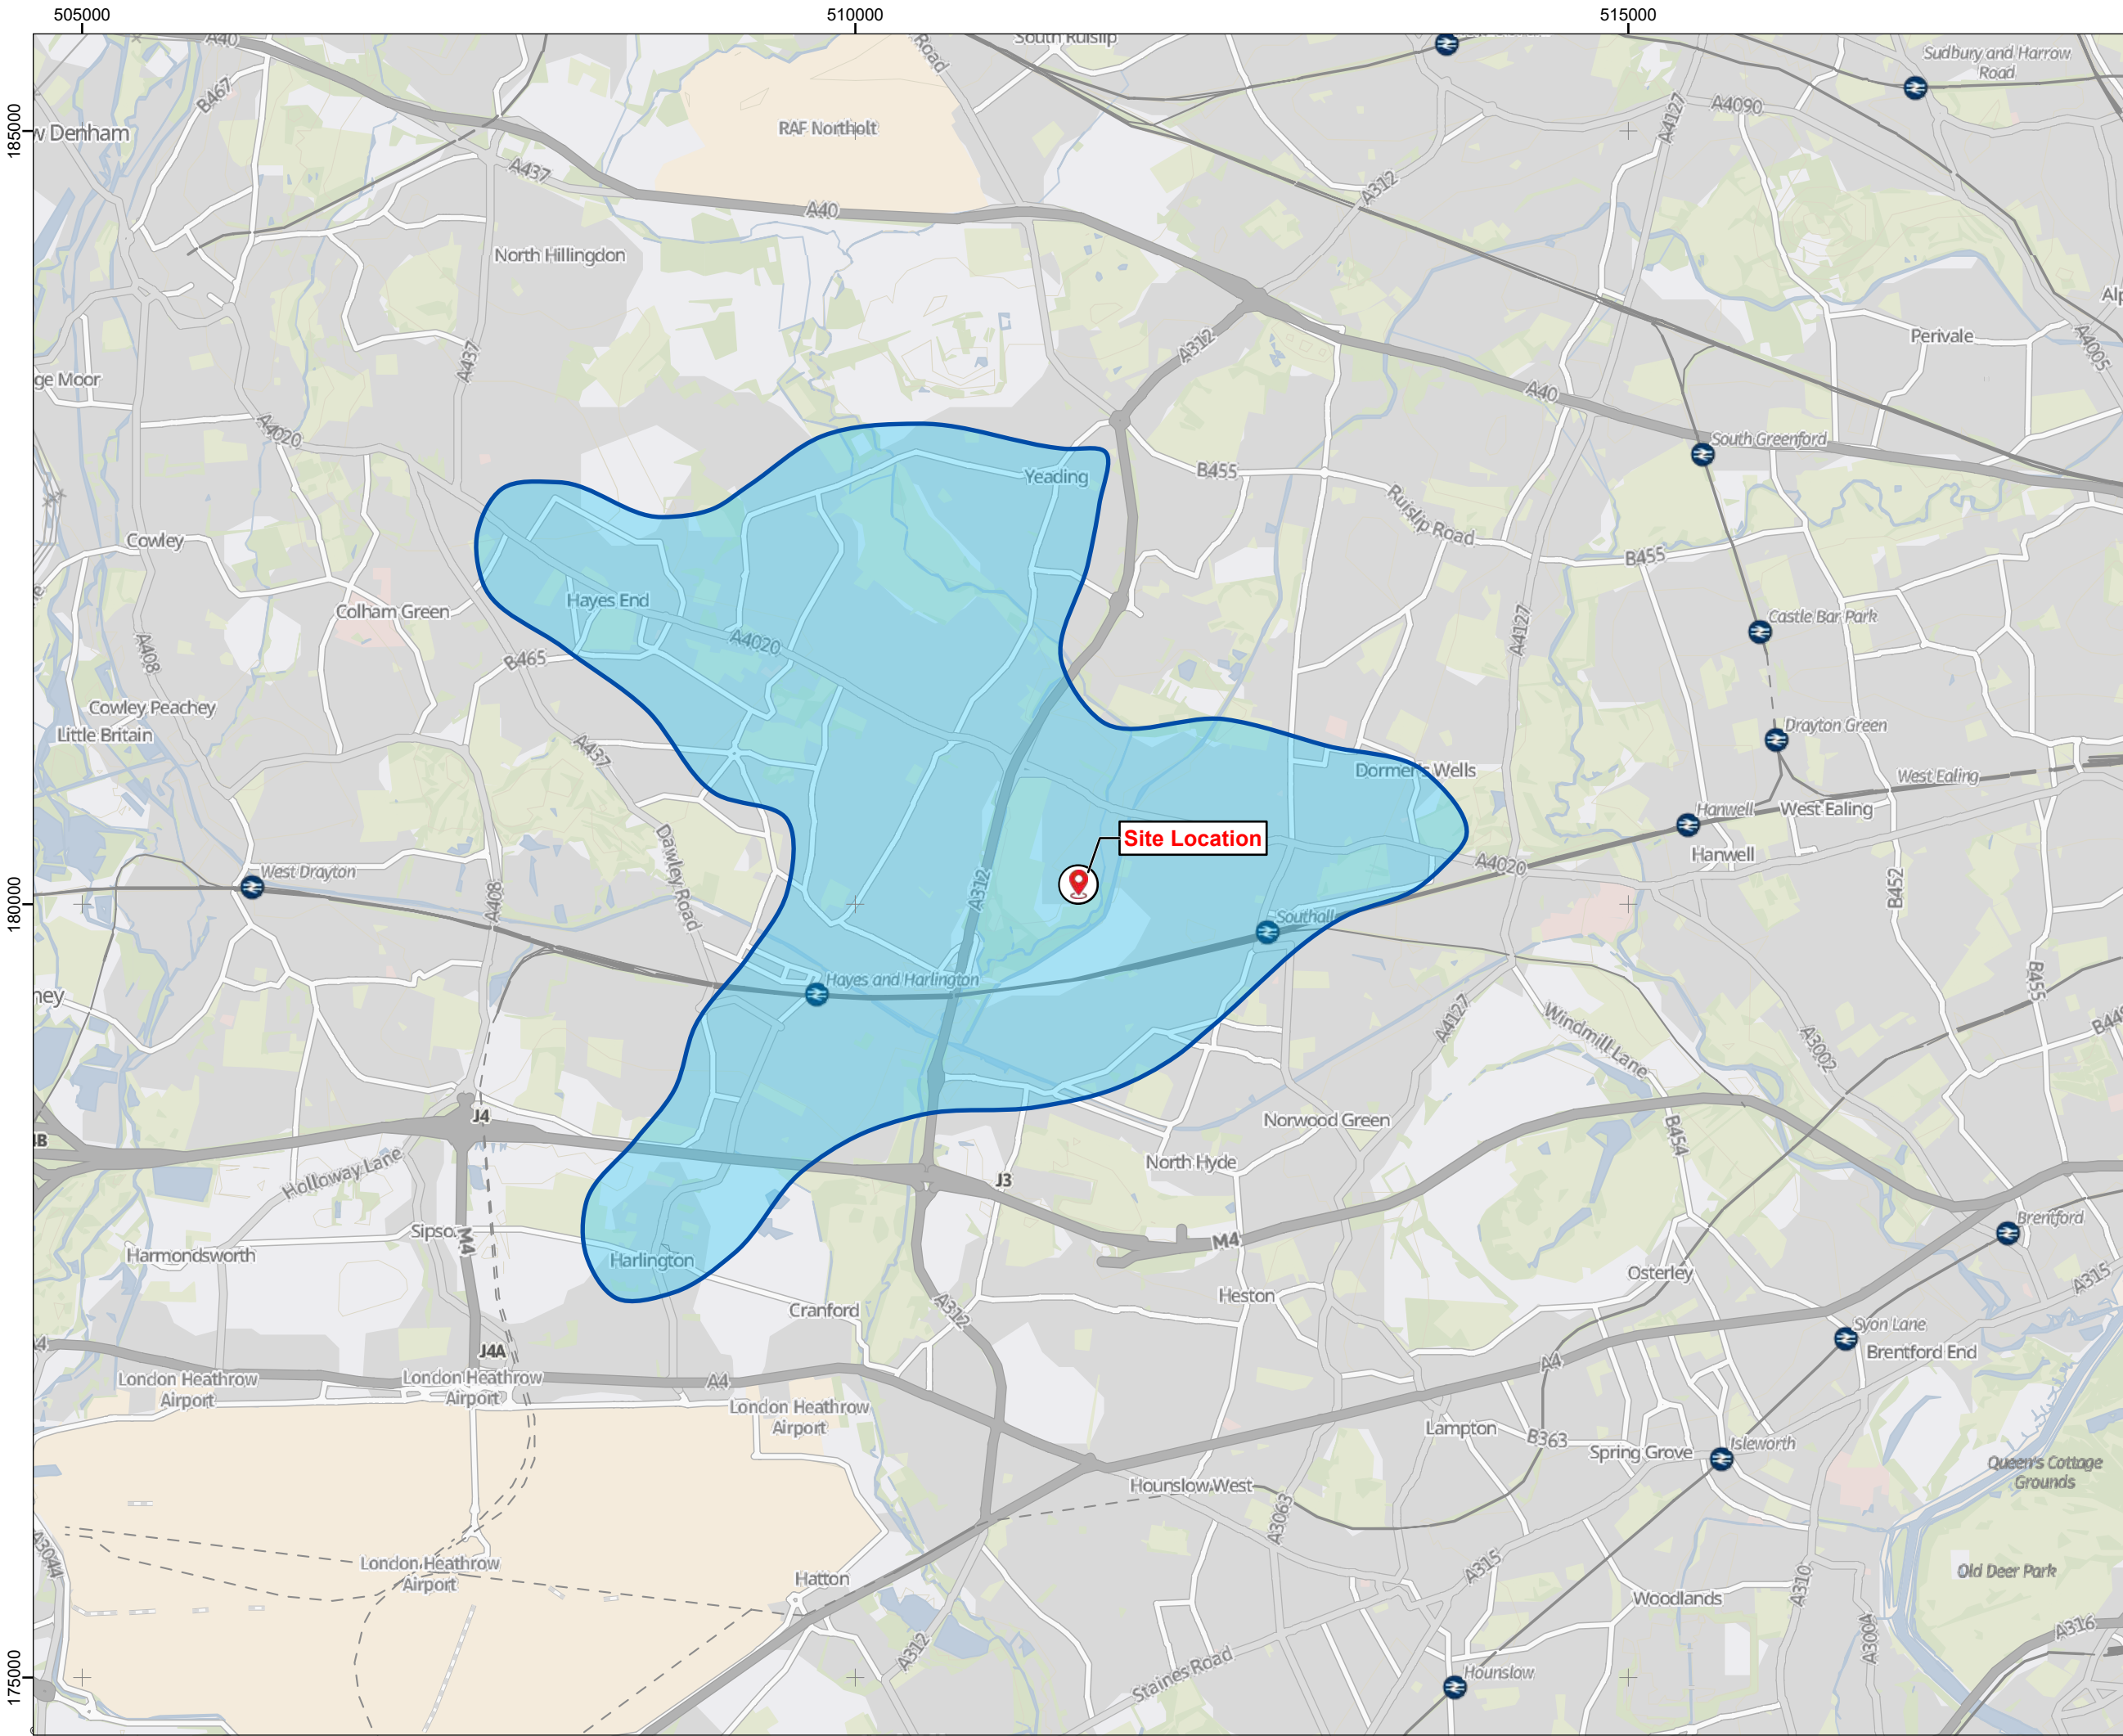 505000
510000
515000
A40
B467
South Ruislip
Road
Sudbury and Harrow
Road
185000
RAF Northolt
A437
A40
A312
A4127
A4090
North Hillingdon
A312
A437
Perivale
A4005
A40
A4020
South Greenford
B455
Yeading
Ruislip Road
Cowley
B455
Hayes End
Colham Green
A4020
A4127
Castle Bar Park
A408
B465
Cowley Peachey
Little Britain
A437
Drayton Green
Dormer's Wells
West Ealing
Hanwell
West Ealing
Site Location
Dawley Road
A4020
Hanwell
West Drayton
A408
A312
B452
180000
Southall
Hayes and Harlington
B455
A4127
Windmill Lane
A3002
J4
Norwood Green
B454
Holloway Lane
North Hyde
J3
M4
Harmondsworth
M4
Harlington
Brentford
Osterley
A315
Cranford
Heston
A312
Syon Lane
Brentford End
J4A
A4
London Heathrow
Airport
London Heathrow
Airport
A4
London Heathrow
Airport
Lampton
B363
Spring Grove
Isleworth
Queen's Cottage
Grounds
Hounslow West
A3063
A3044
London Heathrow
Airport
Hatton
A315
A310
Old Deer Park
Woodlands
A312
A3004
A316
Staines Road
Hounslow
175000